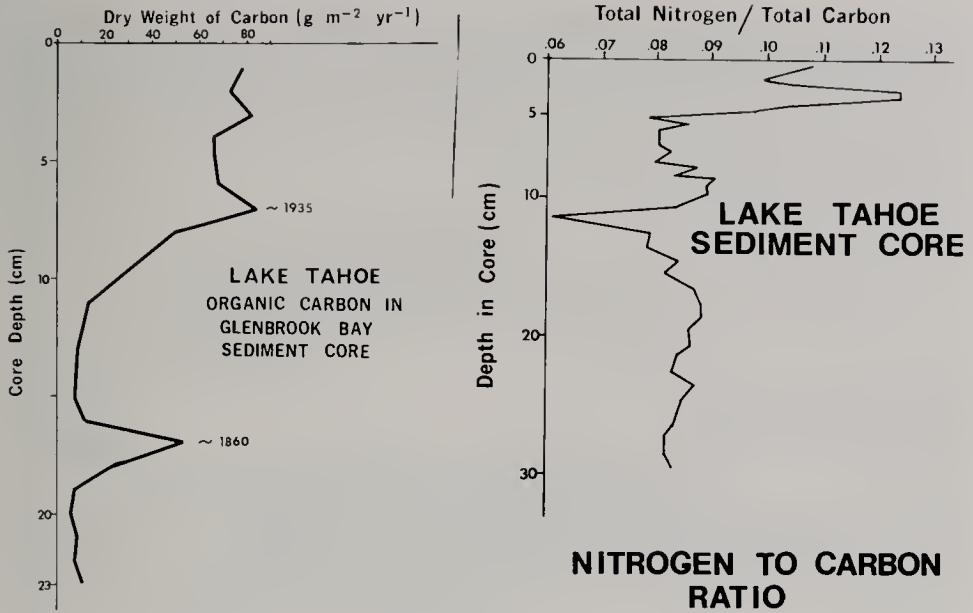 Dry Weight of Carbon (g m⁻² yr⁻¹)
0 20 40 60 80
0
5
10
20
23
Core Depth (cm)
~ 1935
LAKE TAHOE
ORGANIC CARBON IN
GLENBROOK BAY
SEDIMENT CORE
~ 1860
Total Nitrogen / Total Carbon
.06 .07 .08 .09 .10 .11 .12 .13
0
5
10
20
30
Depth in Core (cm)
LAKE TAHOE
SEDIMENT CORE
NITROGEN TO CARBON
RATIO